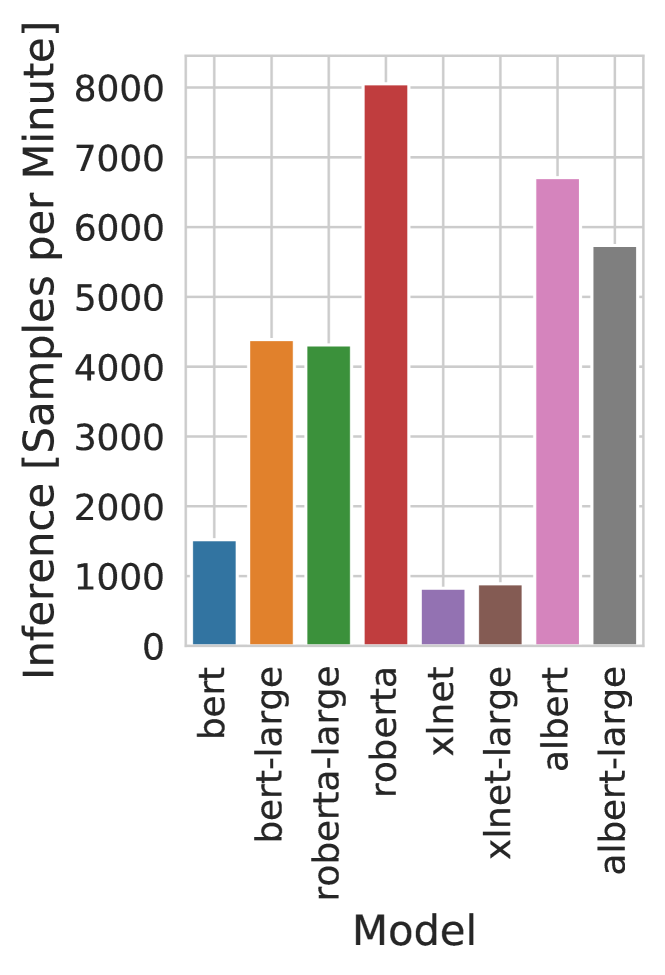 Inference [Samples per Minute]
8000
7000
6000
5000
4000
3000
2000
1000
0
bert
bert-large
roberta-large
roberta
xlnet
xlnet-large
albert
albert-large
Model